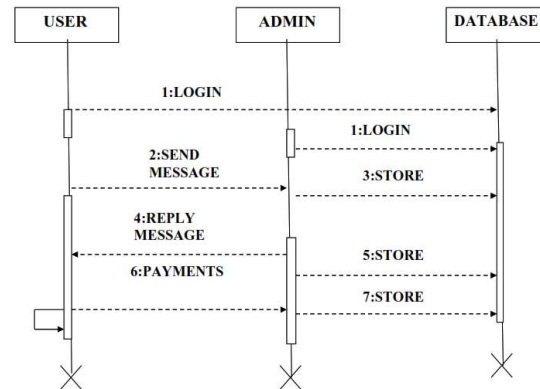 USER
ADMIN
DATABASE
1:LOGIN
1:LOGIN
2:SEND
MESSAGE
3:STORE
4:REPLY
MESSAGE
5:STORE
6:PAYMENTS
7:STORE